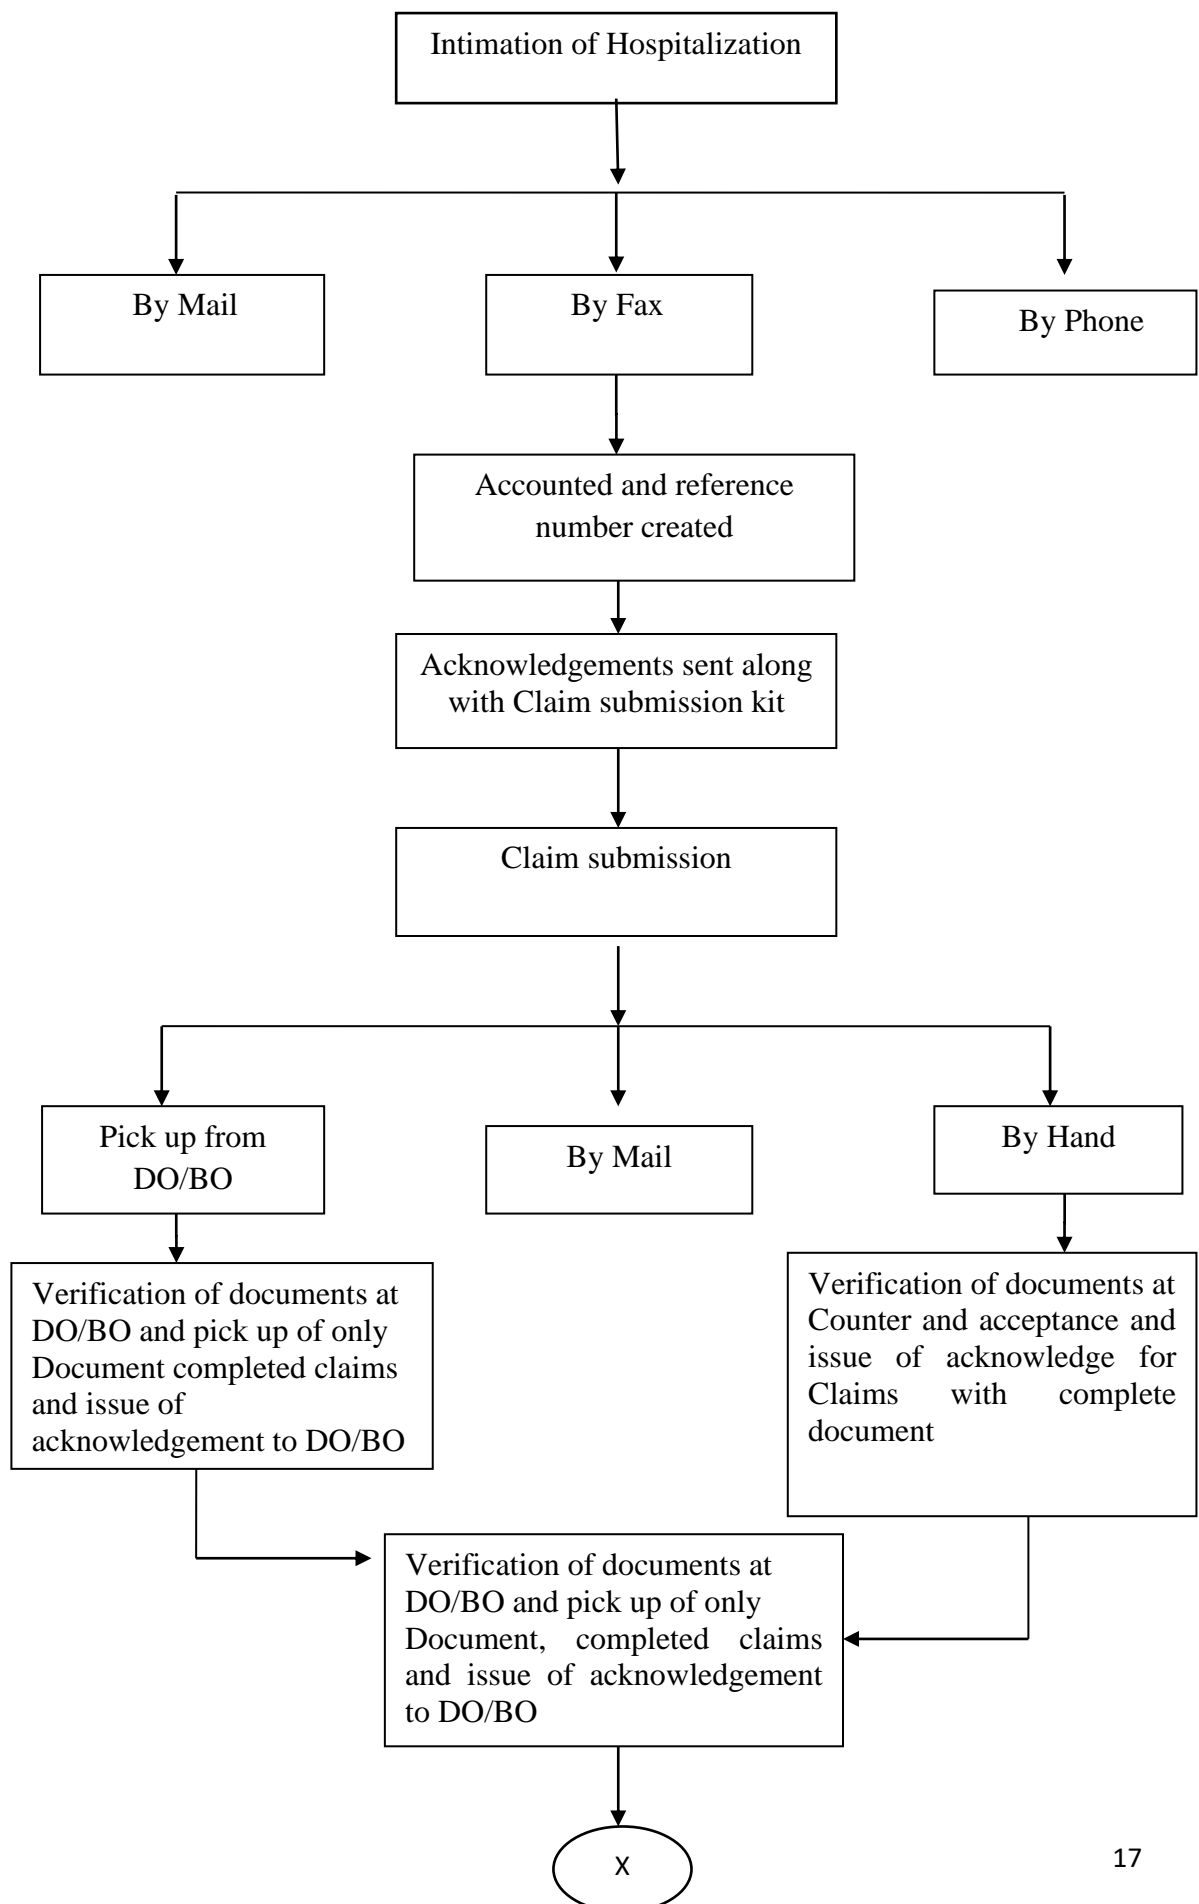 Intimation of Hospitalization
By Mail
By Fax
By Phone
Accounted and reference
number created
Acknowledgements sent along
with Claim submission kit
Claim submission
Pick up from
DO/BO
By Mail
By Hand
Verification of documents at
DO/BO and pick up of only
Document completed claims
and issue of
acknowledgement to DO/BO
Verification of documents at
Counter and acceptance and
issue of acknowledge for
Claims with complete
document
Verification of documents at
DO/BO and pick up of only
Document, completed claims
and issue of acknowledgement
to DO/BO
X
17